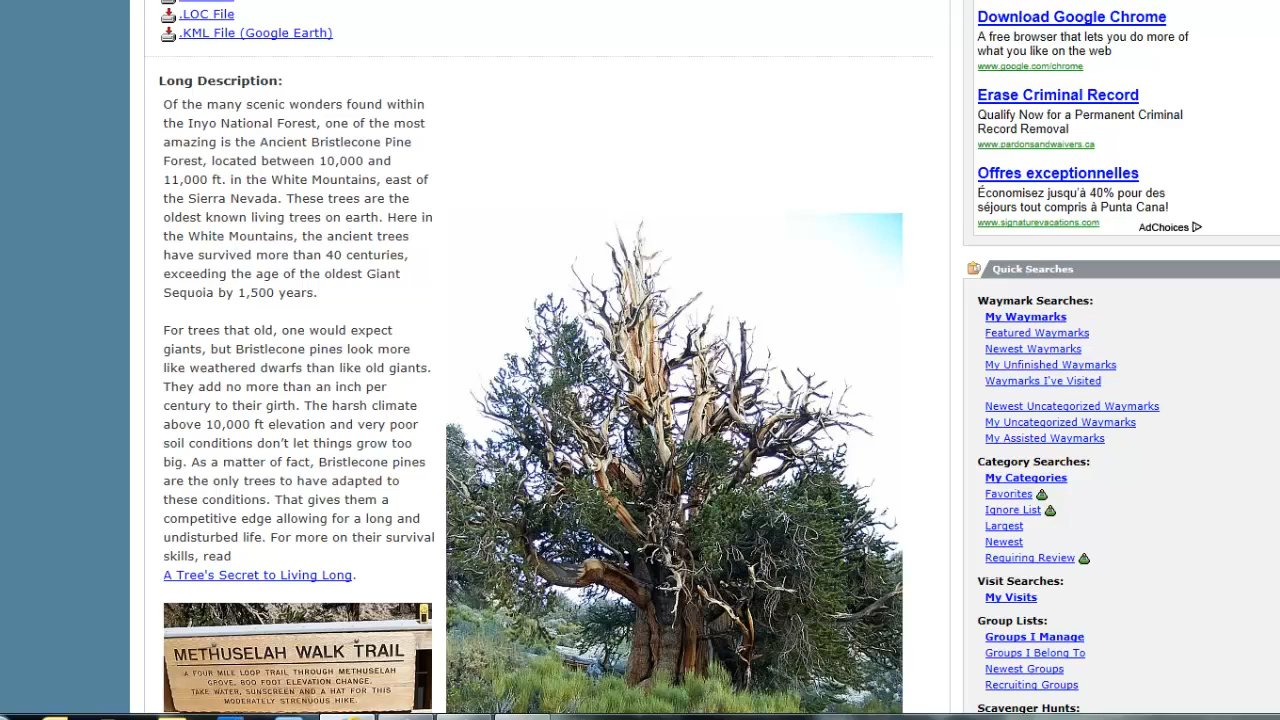 .LOC File
.KML File (Google Earth)
Long Description:
Of the many scenic wonders found within
the Inyo National Forest, one of the most
amazing is the Ancient Bristlecone Pine
Forest, located between 10,000 and
11,000 ft. in the White Mountains, east of
the Sierra Nevada. These trees are the
oldest known living trees on earth. Here in
the White Mountains, the ancient trees
have survived more than 40 centuries,
exceeding the age of the oldest Giant
Sequoia by 1,500 years.
For trees that old, one would expect
giants, but Bristlecone pines look more
like weathered dwarfs than like old giants.
They add no more than an inch per
century to their girth. The harsh climate
above 10,000 ft elevation and very poor
soil conditions don't let things grow too
big. As a matter of fact, Bristlecone pines
are the only trees to have adapted to
these conditions. That gives them a
competitive edge allowing for a long and
undisturbed life. For more on their survival
skills, read
A Tree's Secret to Living Long.
METHUSELAH WALK TRAIL
A FOUR MILE LOOP TRAIL THROUGH METHUSELAH
GROVE. 800 FOOT ELEVATION CHANGE.
TAKE WATER, SUNSCREEN AND A HAT FOR THIS
MODERATELY STRENUOUS HIKE.
Download Google Chrome
A free browser that lets you do more of
what you like on the web
www.google.com/chrome
Erase Criminal Record
Qualify Now for a Permanent Criminal
Record Removal
www.pardonsandwaivers.ca
Offres exceptionnelles
Économisez jusqu'à 40% pour des
séjours tout compris à Punta Cana!
www.signaturevacations.com
AdChoices
Quick Searches
Waymark Searches:
My Waymarks
Featured Waymarks
Newest Waymarks
My Unfinished Waymarks
Waymarks I've Visited
Newest Uncategorized Waymarks
My Uncategorized Waymarks
My Assisted Waymarks
Category Searches:
My Categories
Favorites
Ignore List
Largest
Newest
Requiring Review
Visit Searches:
My Visits
Group Lists:
Groups I Manage
Groups I Belong To
Newest Groups
Recruiting Groups
Scavenger Hunts: